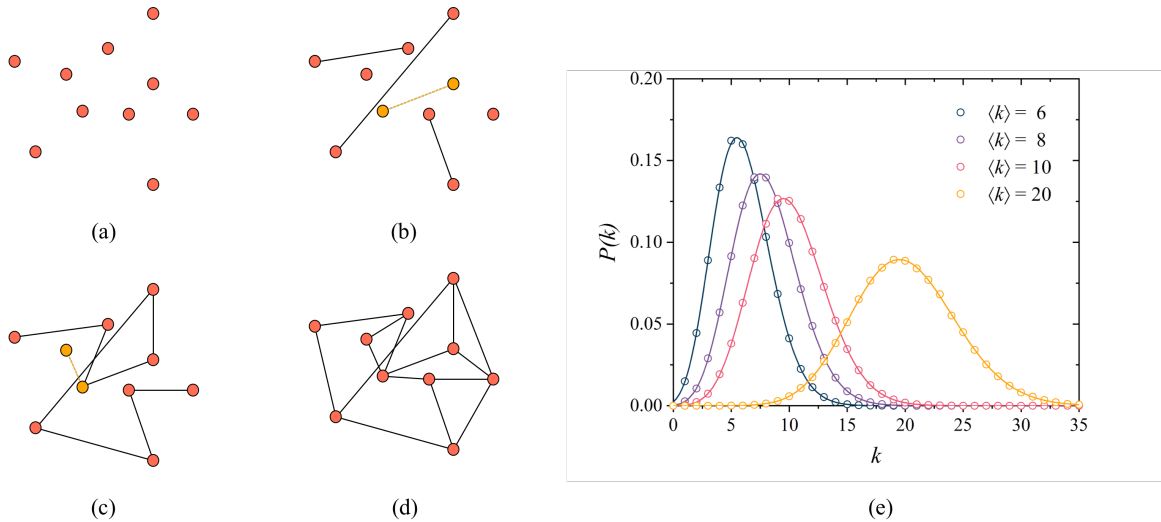 (a)
(b)
(c)
(d)
0.20
0.15
0.10
0.05
0.00
P(k)
⟨k⟩ = 6
⟨k⟩ = 8
⟨k⟩ = 10
⟨k⟩ = 20
0 5 10 15 20 25 30 35
k
(e)